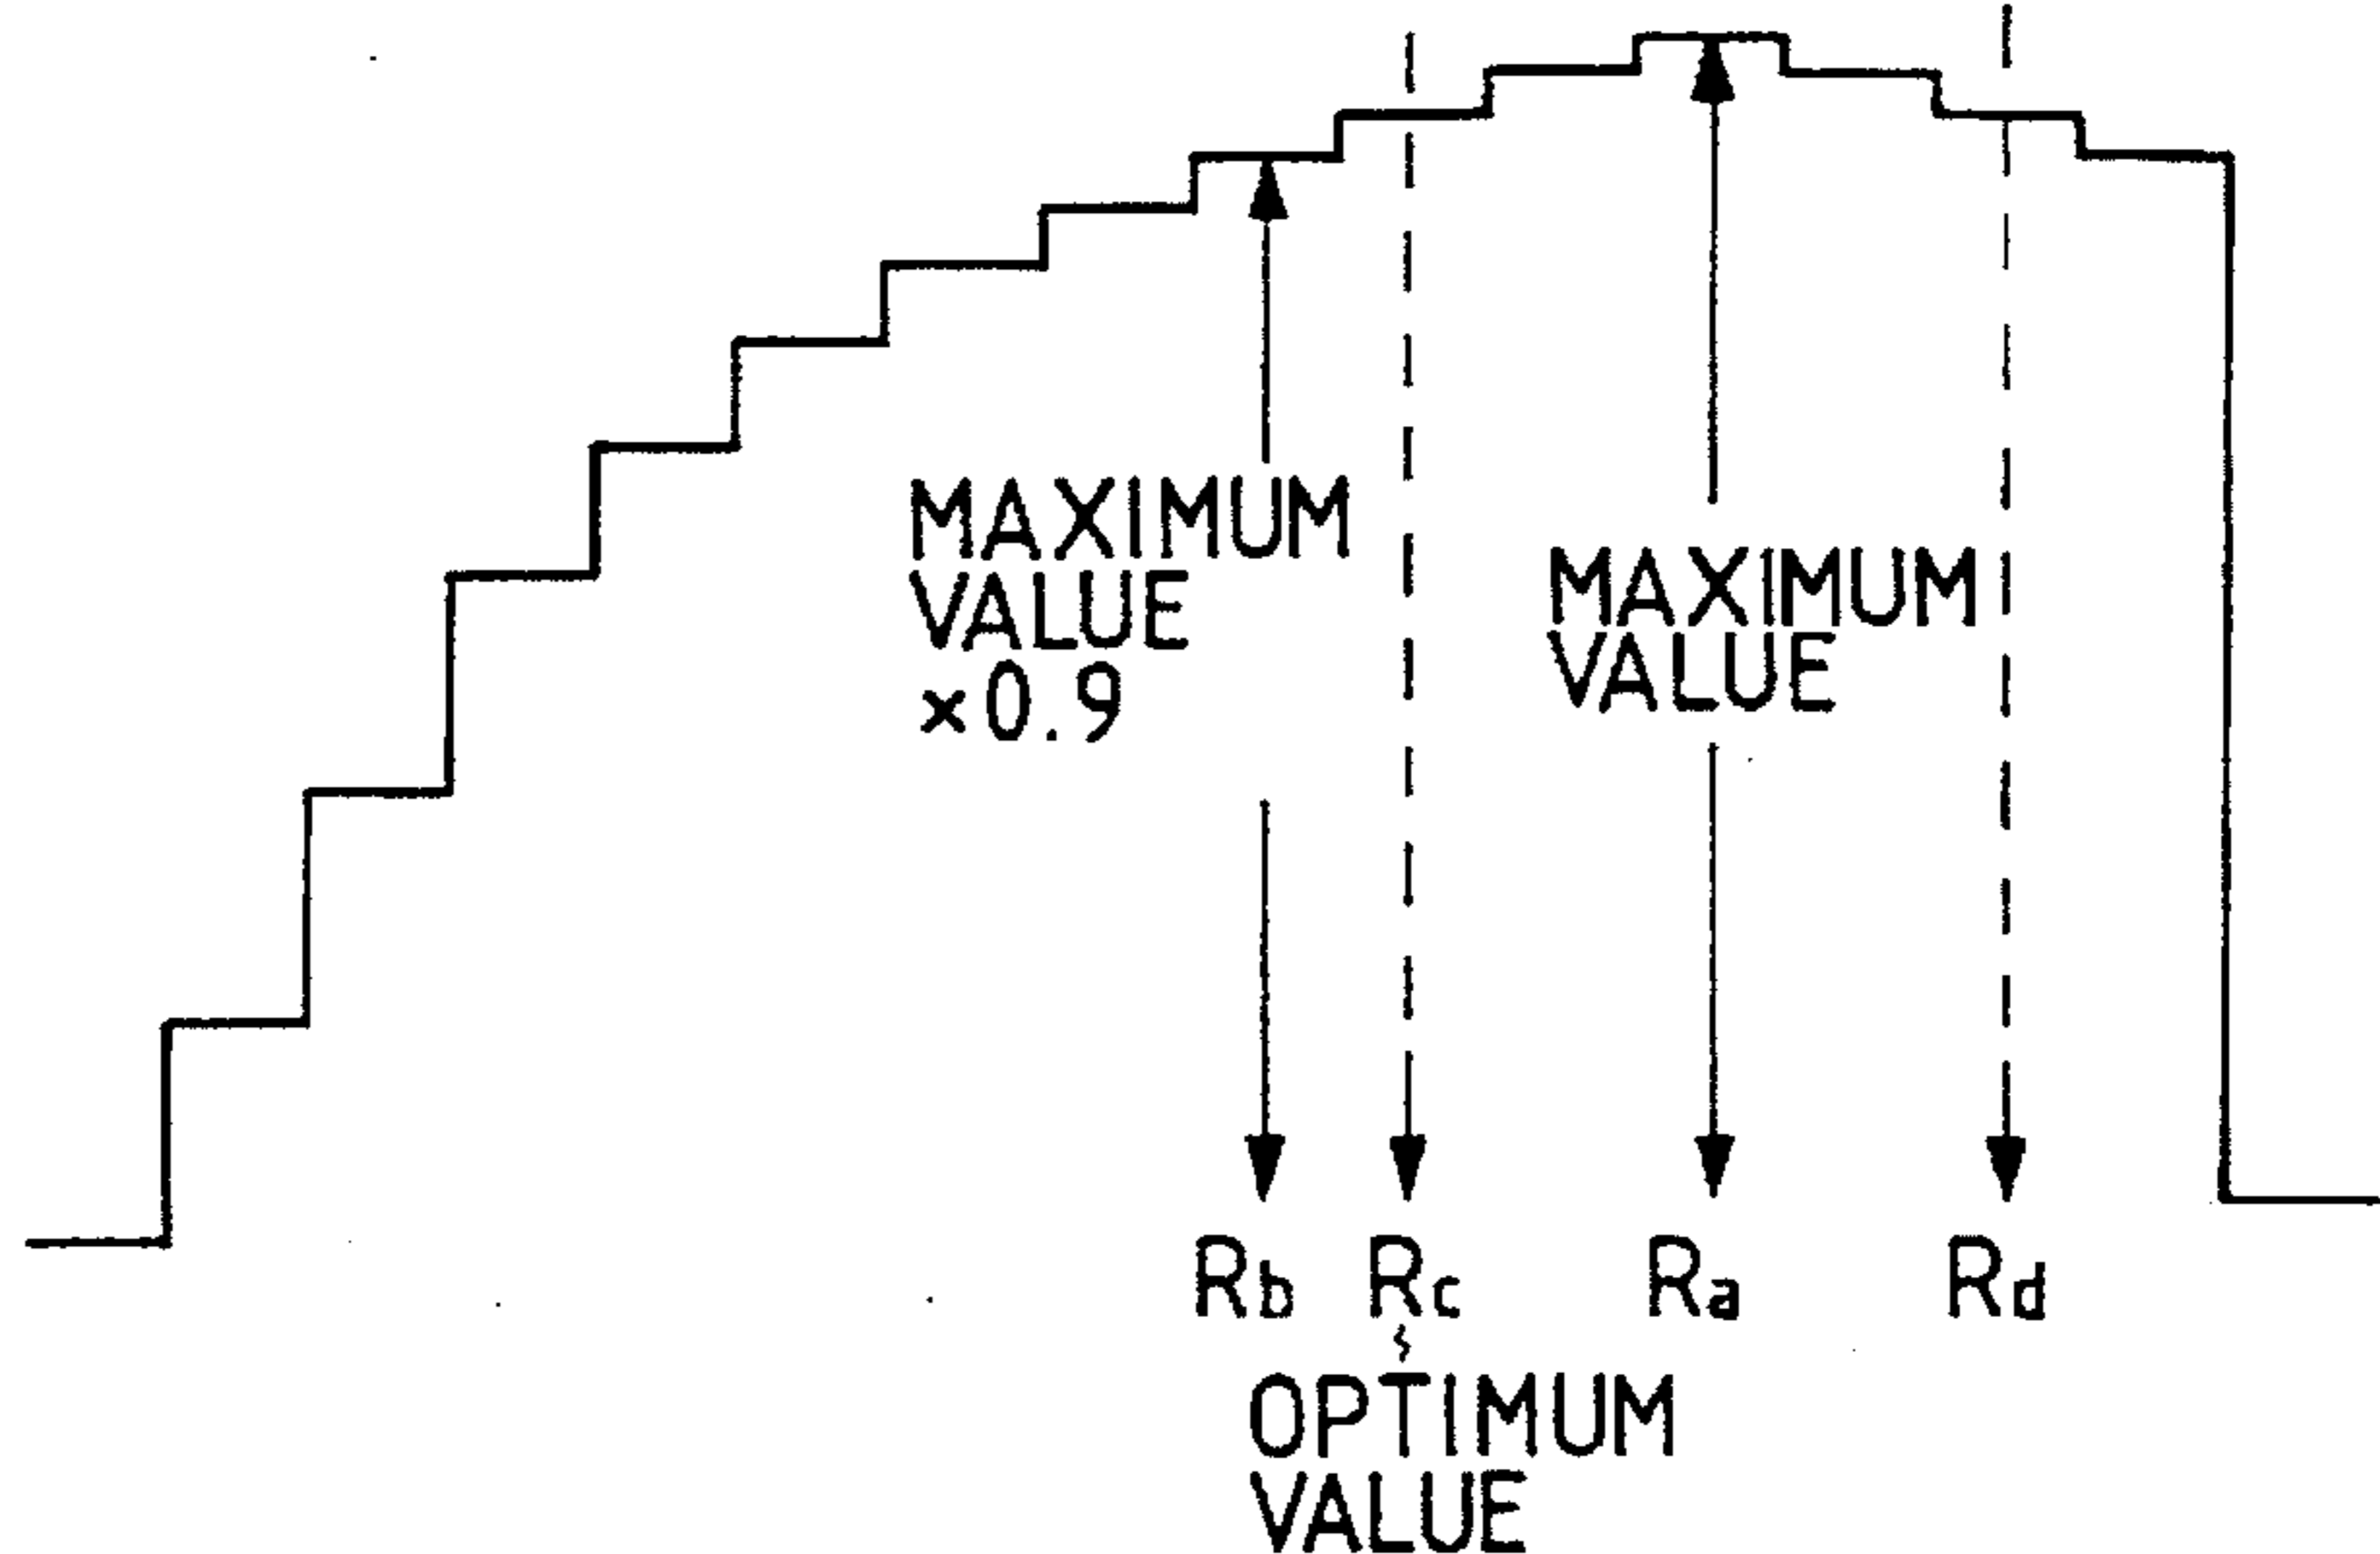 MAXIMUM
VALUE
×0.9
MAXIMUM
VALUE
Rb Rc Ra Rd
OPTIMUM
VALUE